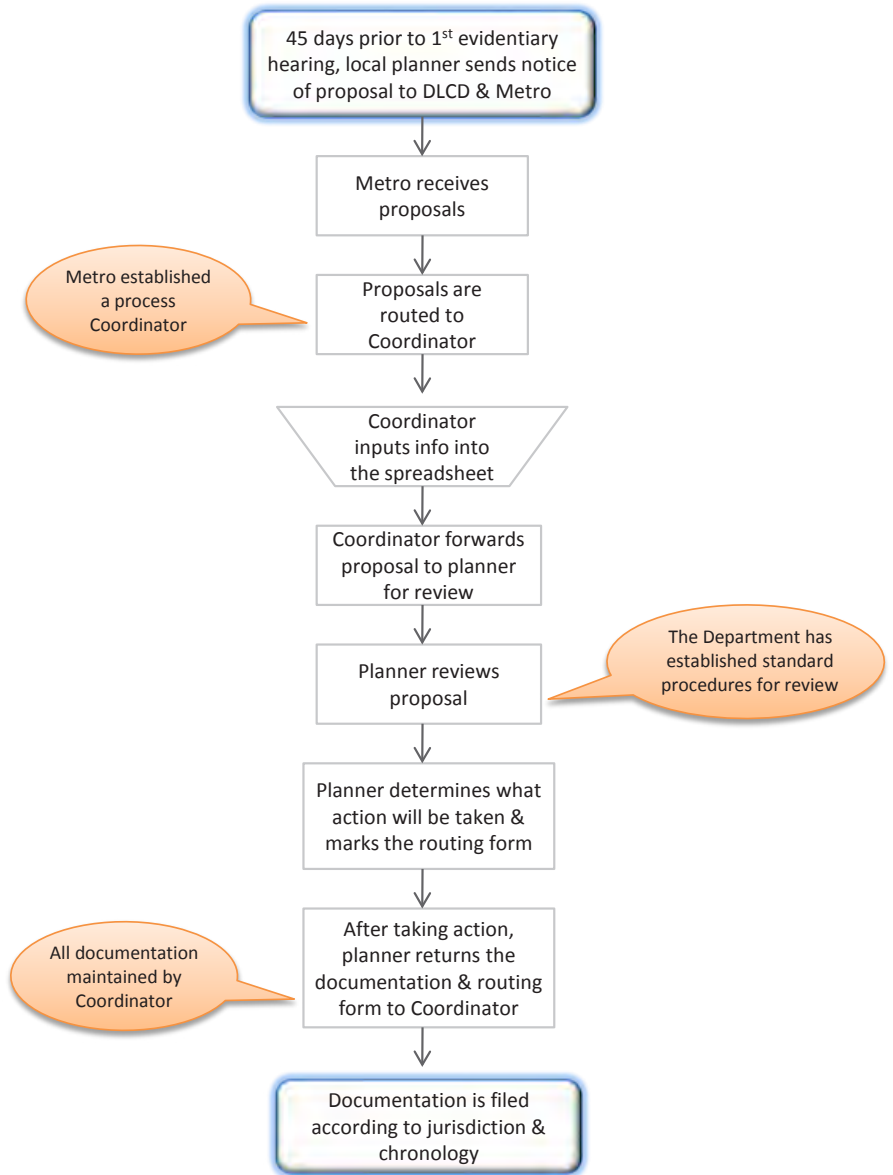 45 days prior to 1st evidentiary
hearing, local planner sends notice
of proposal to DLCD & Metro
Metro receives
proposals
Metro established
a process
Coordinator
Proposals are
routed to
Coordinator
Coordinator
inputs info into
the spreadsheet
Coordinator forwards
proposal to planner
for review
The Department has
established standard
procedures for review
Planner reviews
proposal
Planner determines what
action will be taken &
marks the routing form
All documentation
maintained by
Coordinator
After taking action,
planner returns the
documentation & routing
form to Coordinator
Documentation is filed
according to jurisdiction &
chronology